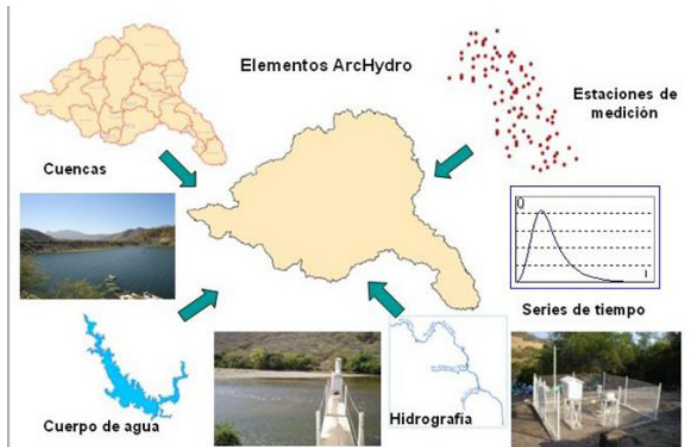 Elementos ArcHydro
Estaciones de
medición
Cuencas
Q
t
Series de tiempo
Cuerpo de agua
Hidrografía